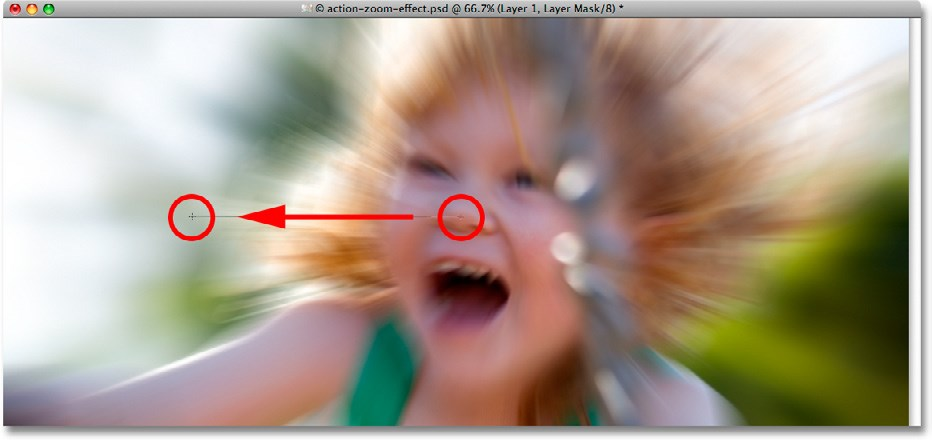 © action-zoom-effect.psd @ 66.7% (Layer 1, Layer Mask/8) *